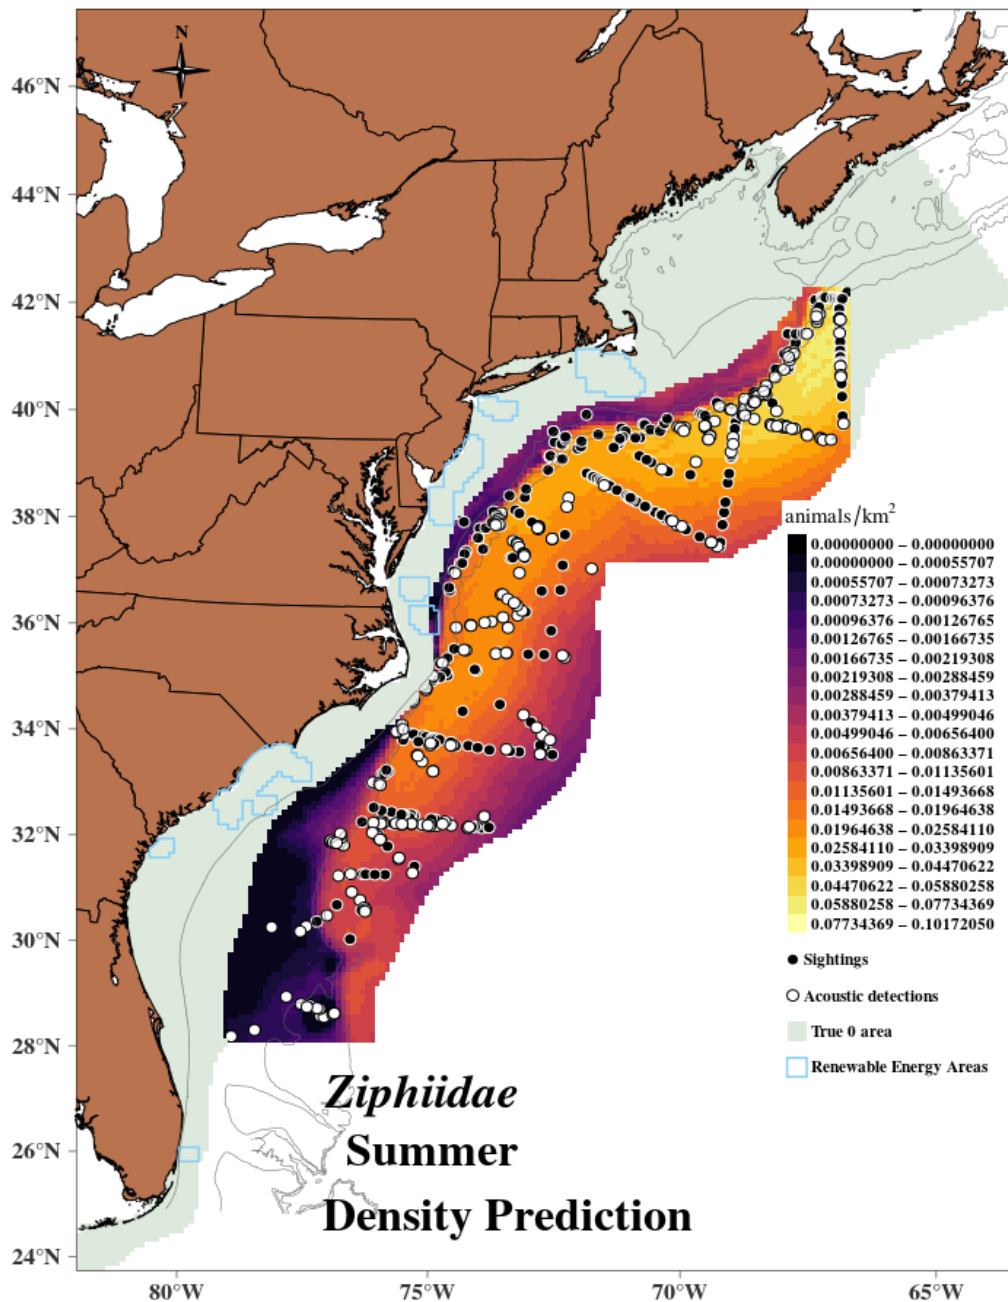 N
46°N
44°N
42°N
40°N
38°N
36°N
34°N
32°N
30°N
28°N
26°N
24°N
80°W
75°W
70°W
65°W
animals/km²
0.00000000 – 0.00000000
0.00000000 – 0.00055707
0.00055707 – 0.00073273
0.00073273 – 0.00096376
0.00096376 – 0.00126765
0.00126765 – 0.00166735
0.00166735 – 0.00219308
0.00219308 – 0.00288459
0.00288459 – 0.00379413
0.00379413 – 0.00499046
0.00499046 – 0.00656400
0.00656400 – 0.00863371
0.00863371 – 0.01135601
0.01135601 – 0.01493668
0.01493668 – 0.01964638
0.01964638 – 0.02584110
0.02584110 – 0.03398909
0.03398909 – 0.04470622
0.04470622 – 0.05880258
0.05880258 – 0.07734369
0.07734369 – 0.10172050
Sightings
Acoustic detections
True 0 area
Renewable Energy Areas
Ziphiidae
Summer
Density Prediction